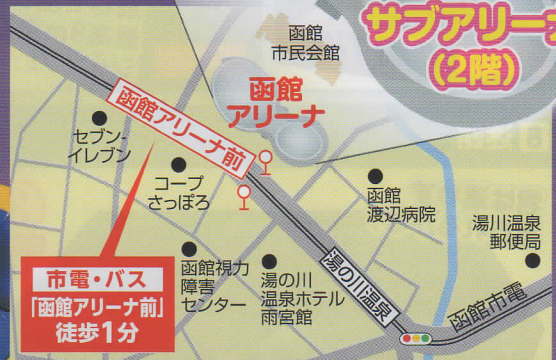 サブアリーナ
(2階)
函館
市民会館
函館
アリーナ
函館アリーナ前
セブン-
イレブン
コープ
さっぽろ
函館
渡辺病院
湯川温泉
郵便局
市電・バス
「函館アリーナ前」
徒歩1分
函館視力
障害
センター
湯の川
温泉ホテル
雨宮館
湯の川温泉
函館市電